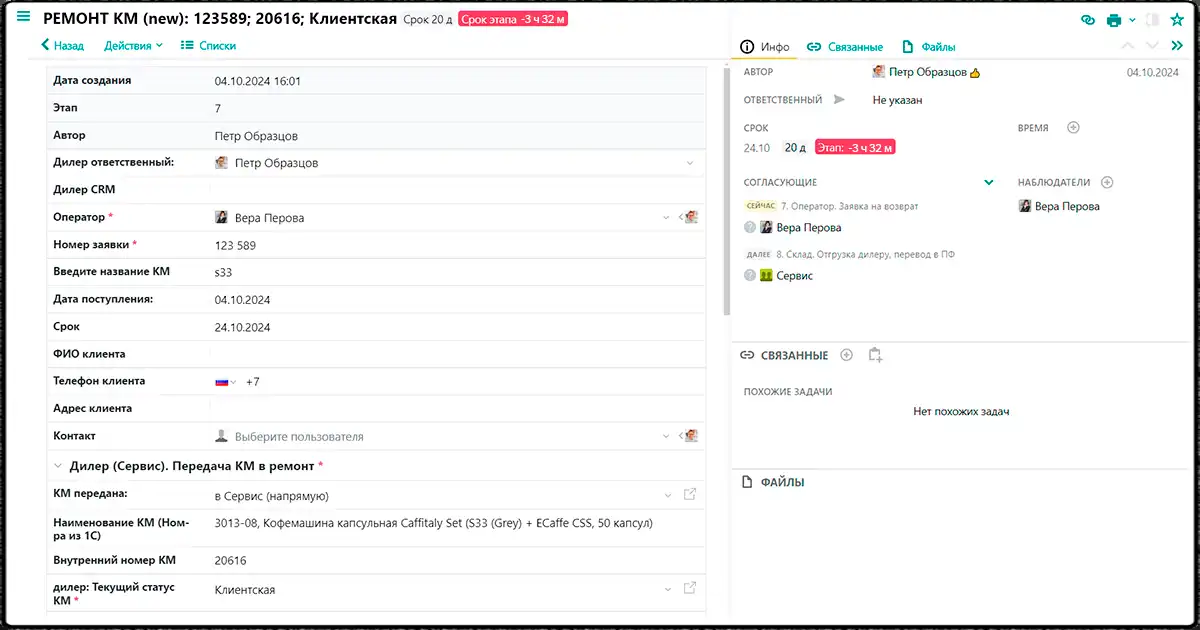 РЕМОНТ КМ (new): 123589; 20616; Клиентская Срок 20 д Срок этапа -3 ч 32 м
Назад Действия Списки
Дата создания 04.10.2024 16:01
Этап 7
Автор Петр Образцов
Дилер ответственный: Петр Образцов
Дилер CRM
Оператор * Вера Перова
Номер заявки * 123 589
Введите название КМ s33
Дата поступления: 04.10.2024
Срок 24.10.2024
ФИО клиента
Телефон клиента +7
Адрес клиента
Контакт Выберите пользователя
Дилер (Сервис). Передача КМ в ремонт *
КМ передана: в Сервис (напрямую)
Наименование КМ (Ном- 3013-08, Кофемашина капсульная Caffitaly Set (S33 (Grey) + ECaffe CSS, 50 капсул)
ра из 1С)
Внутренний номер КМ 20616
дилер: Текущий статус Клиентская
КМ *
Инфо Связанные Файлы
АВТОР Петр Образцов 04.10.2024
ОТВЕТСТВЕННЫЙ Не указан
СРОК ВРЕМЯ
24.10 20 д Этап: -3 ч 32 м
СОГЛАСУЮЩИЕ НАБЛЮДАТЕЛИ
СЕЙЧАС 7. Оператор. Заявка на возврат Вера Перова
Вера Перова
ДАЛЕЕ 8. Склад. Отгрузка дилеру, перевод в ПФ
Сервис
СВЯЗАННЫЕ
ПОХОЖИЕ ЗАДАЧИ
Нет похожих задач
ФАЙЛЫ